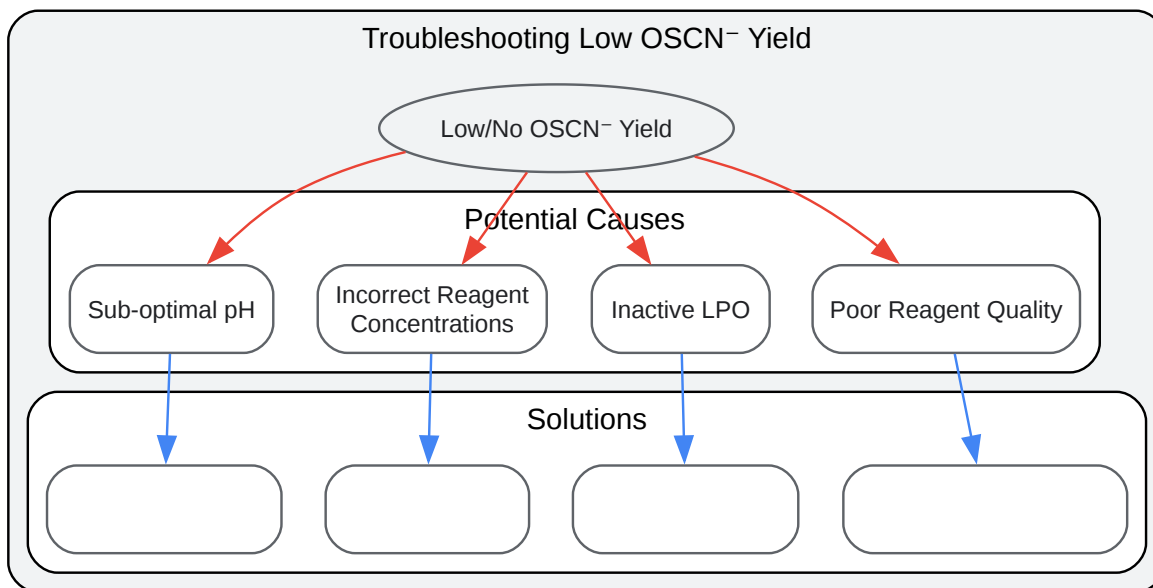 Troubleshooting Low OSCN⁻ Yield
Low/No OSCN⁻ Yield
Potential Causes
Sub-optimal pH
Incorrect Reagent
Concentrations
Inactive LPO
Poor Reagent Quality
Solutions